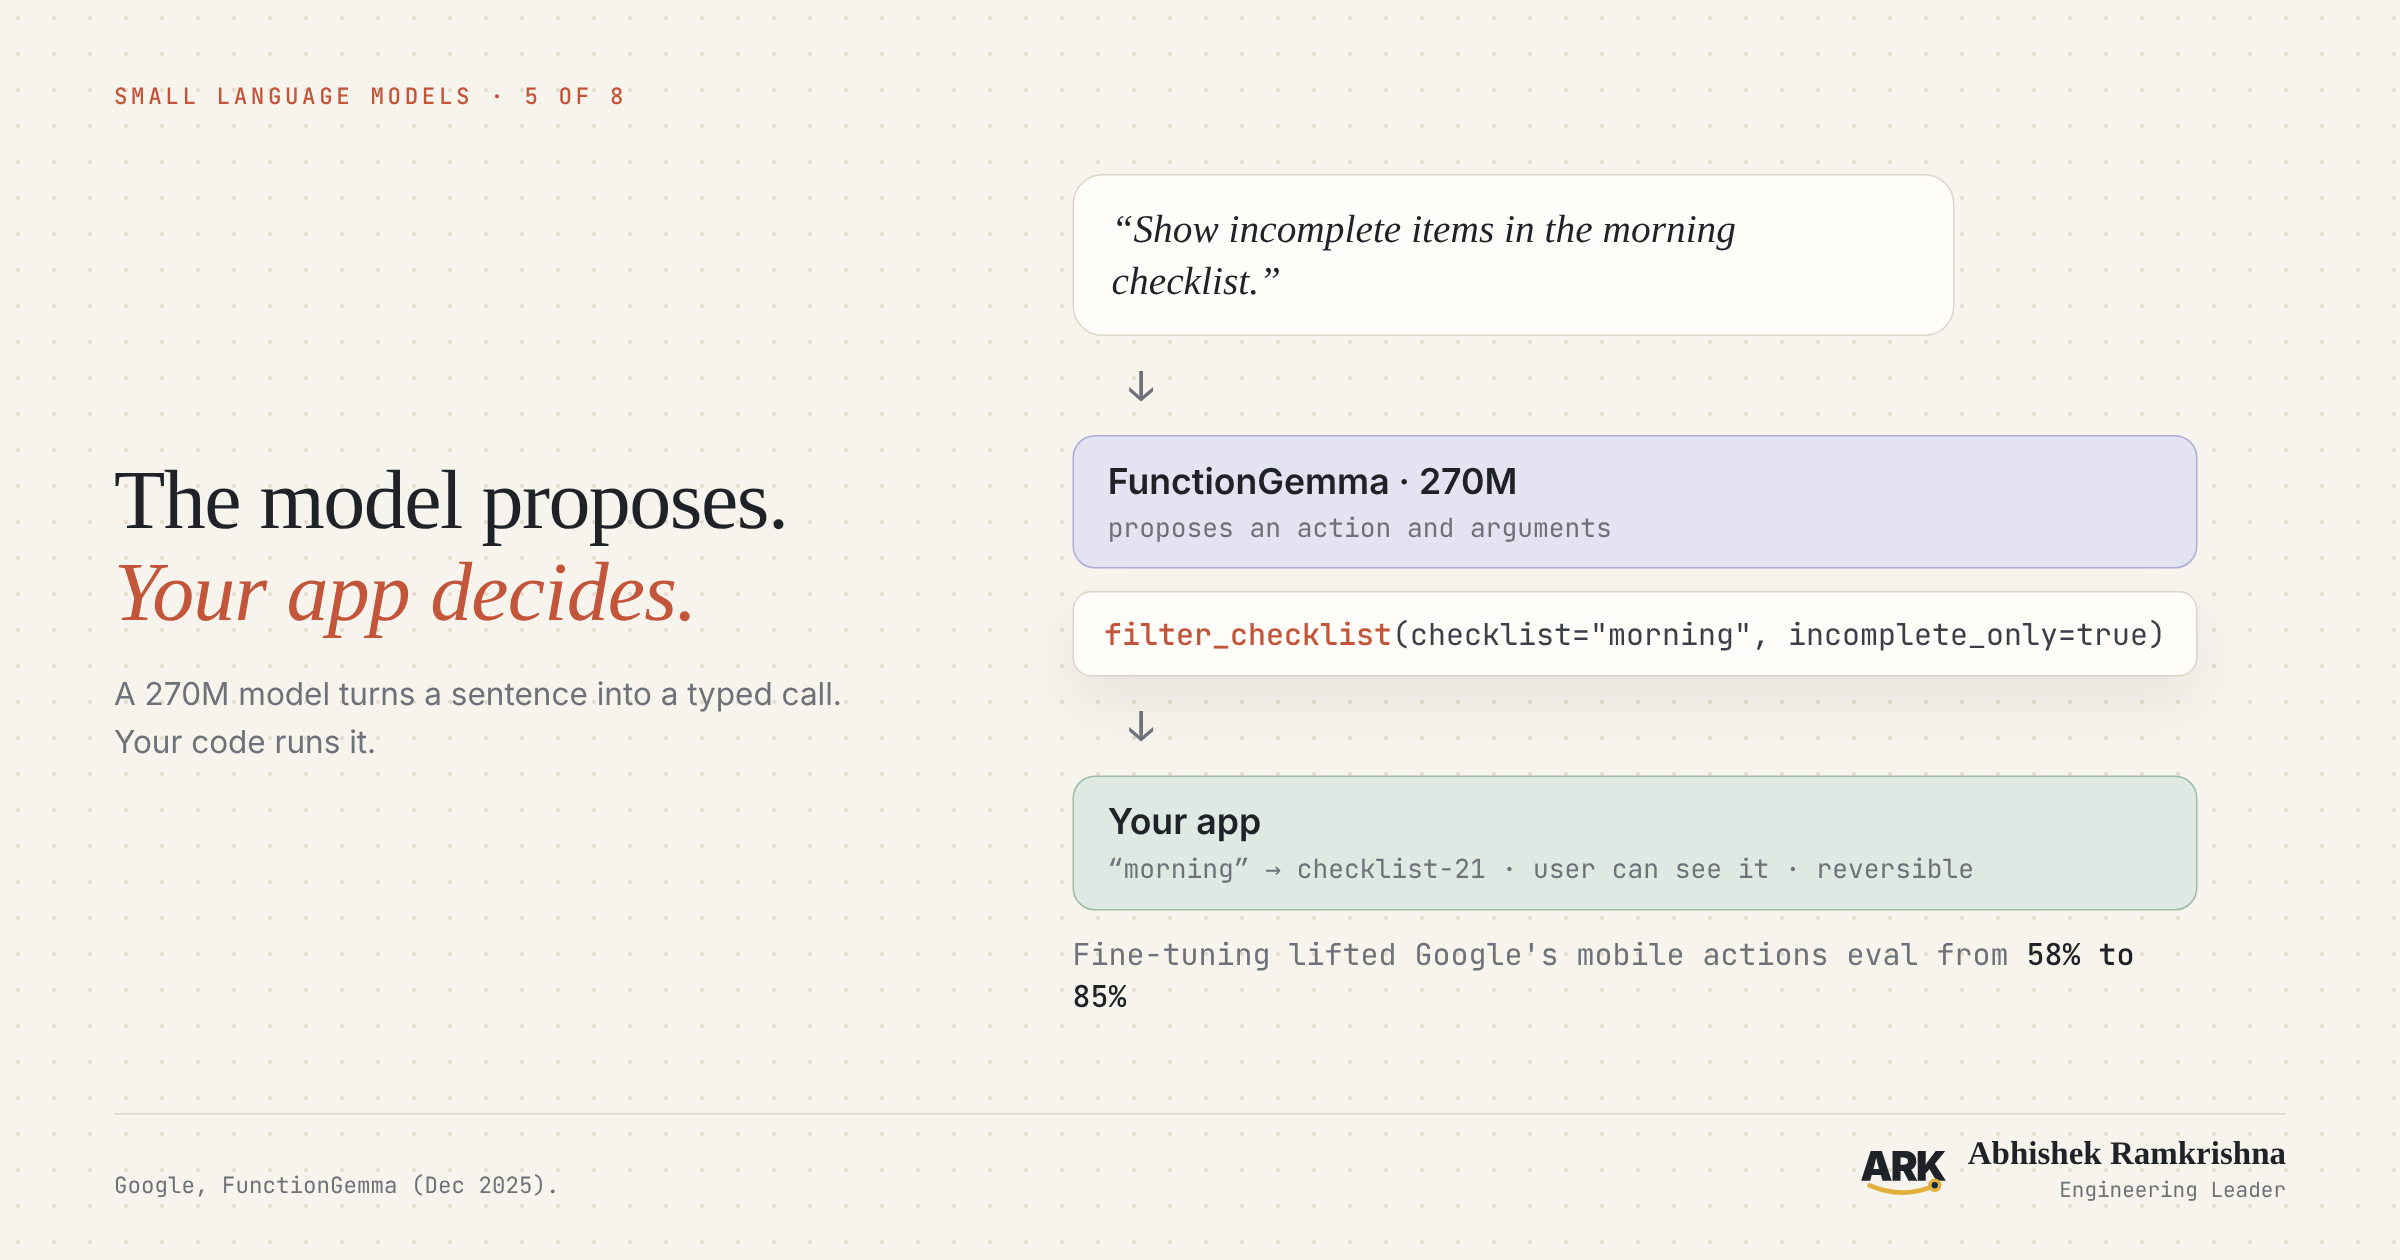 SMALL LANGUAGE MODELS · 5 OF 8
The model proposes.
Your app decides.
A 270M model turns a sentence into a typed call.
Your code runs it.
“Show incomplete items in the morning
checklist.”
↓
FunctionGemma · 270M
proposes an action and arguments
filter_checklist(checklist="morning", incomplete_only=true)
↓
Your app
“morning” → checklist-21 · user can see it · reversible
Fine-tuning lifted Google's mobile actions eval from 58% to
85%
Google, FunctionGemma (Dec 2025).
ARK
Abhishek Ramkrishna
Engineering Leader